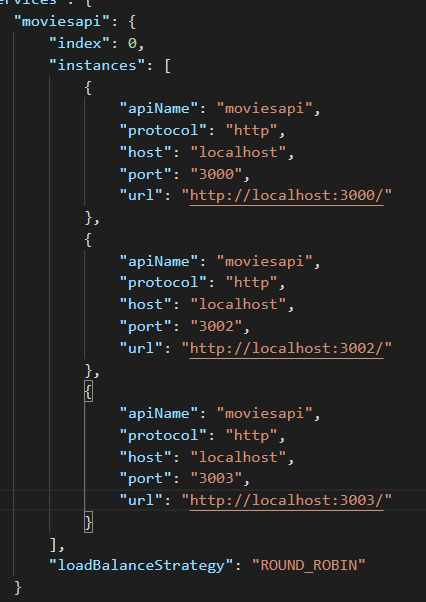 services": {
"moviesapi": {
"index": 0,
"instances": [
{
"apiName": "moviesapi",
"protocol": "http",
"host": "localhost",
"port": "3000",
"url": "http://localhost:3000/"
},
{
"apiName": "moviesapi",
"protocol": "http",
"host": "localhost",
"port": "3002",
"url": "http://localhost:3002/"
},
{
"apiName": "moviesapi",
"protocol": "http",
"host": "localhost",
"port": "3003",
"url": "http://localhost:3003/"
}
],
"loadBalanceStrategy": "ROUND_ROBIN"
}